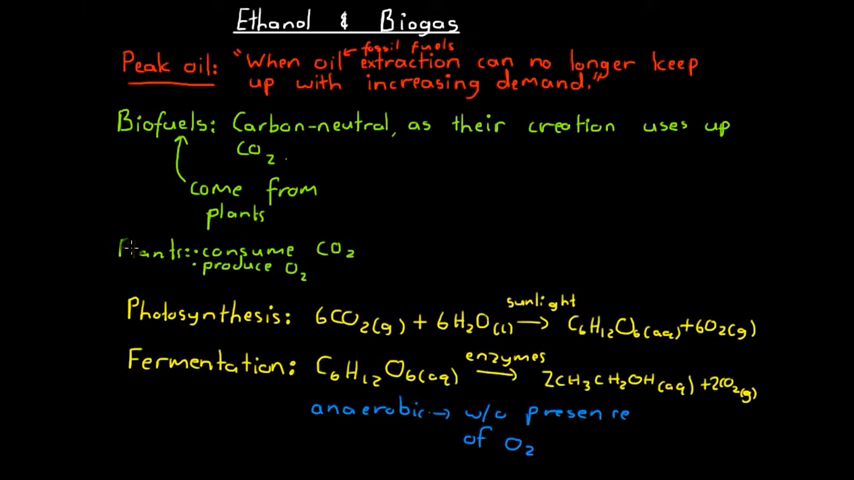 Ethanol & Biogas
fossil fuels
Peak oil: "When oil extraction can no longer keep
up with increasing demand."
Biofuels: Carbon-neutral, as their creation uses up
CO₂.
come from
plants
Plants: · consume CO₂
· produce O₂
sunlight
Photosynthesis: 6CO₂(g) + 6H₂O(l) → C₆H₁₂O₆(aq) + 6O₂(g)
enzymes
Fermentation: C₆H₁₂O₆(aq) → 2CH₃CH₂OH(aq) + 2CO₂(g)
anaerobic → w/o presence
of O₂